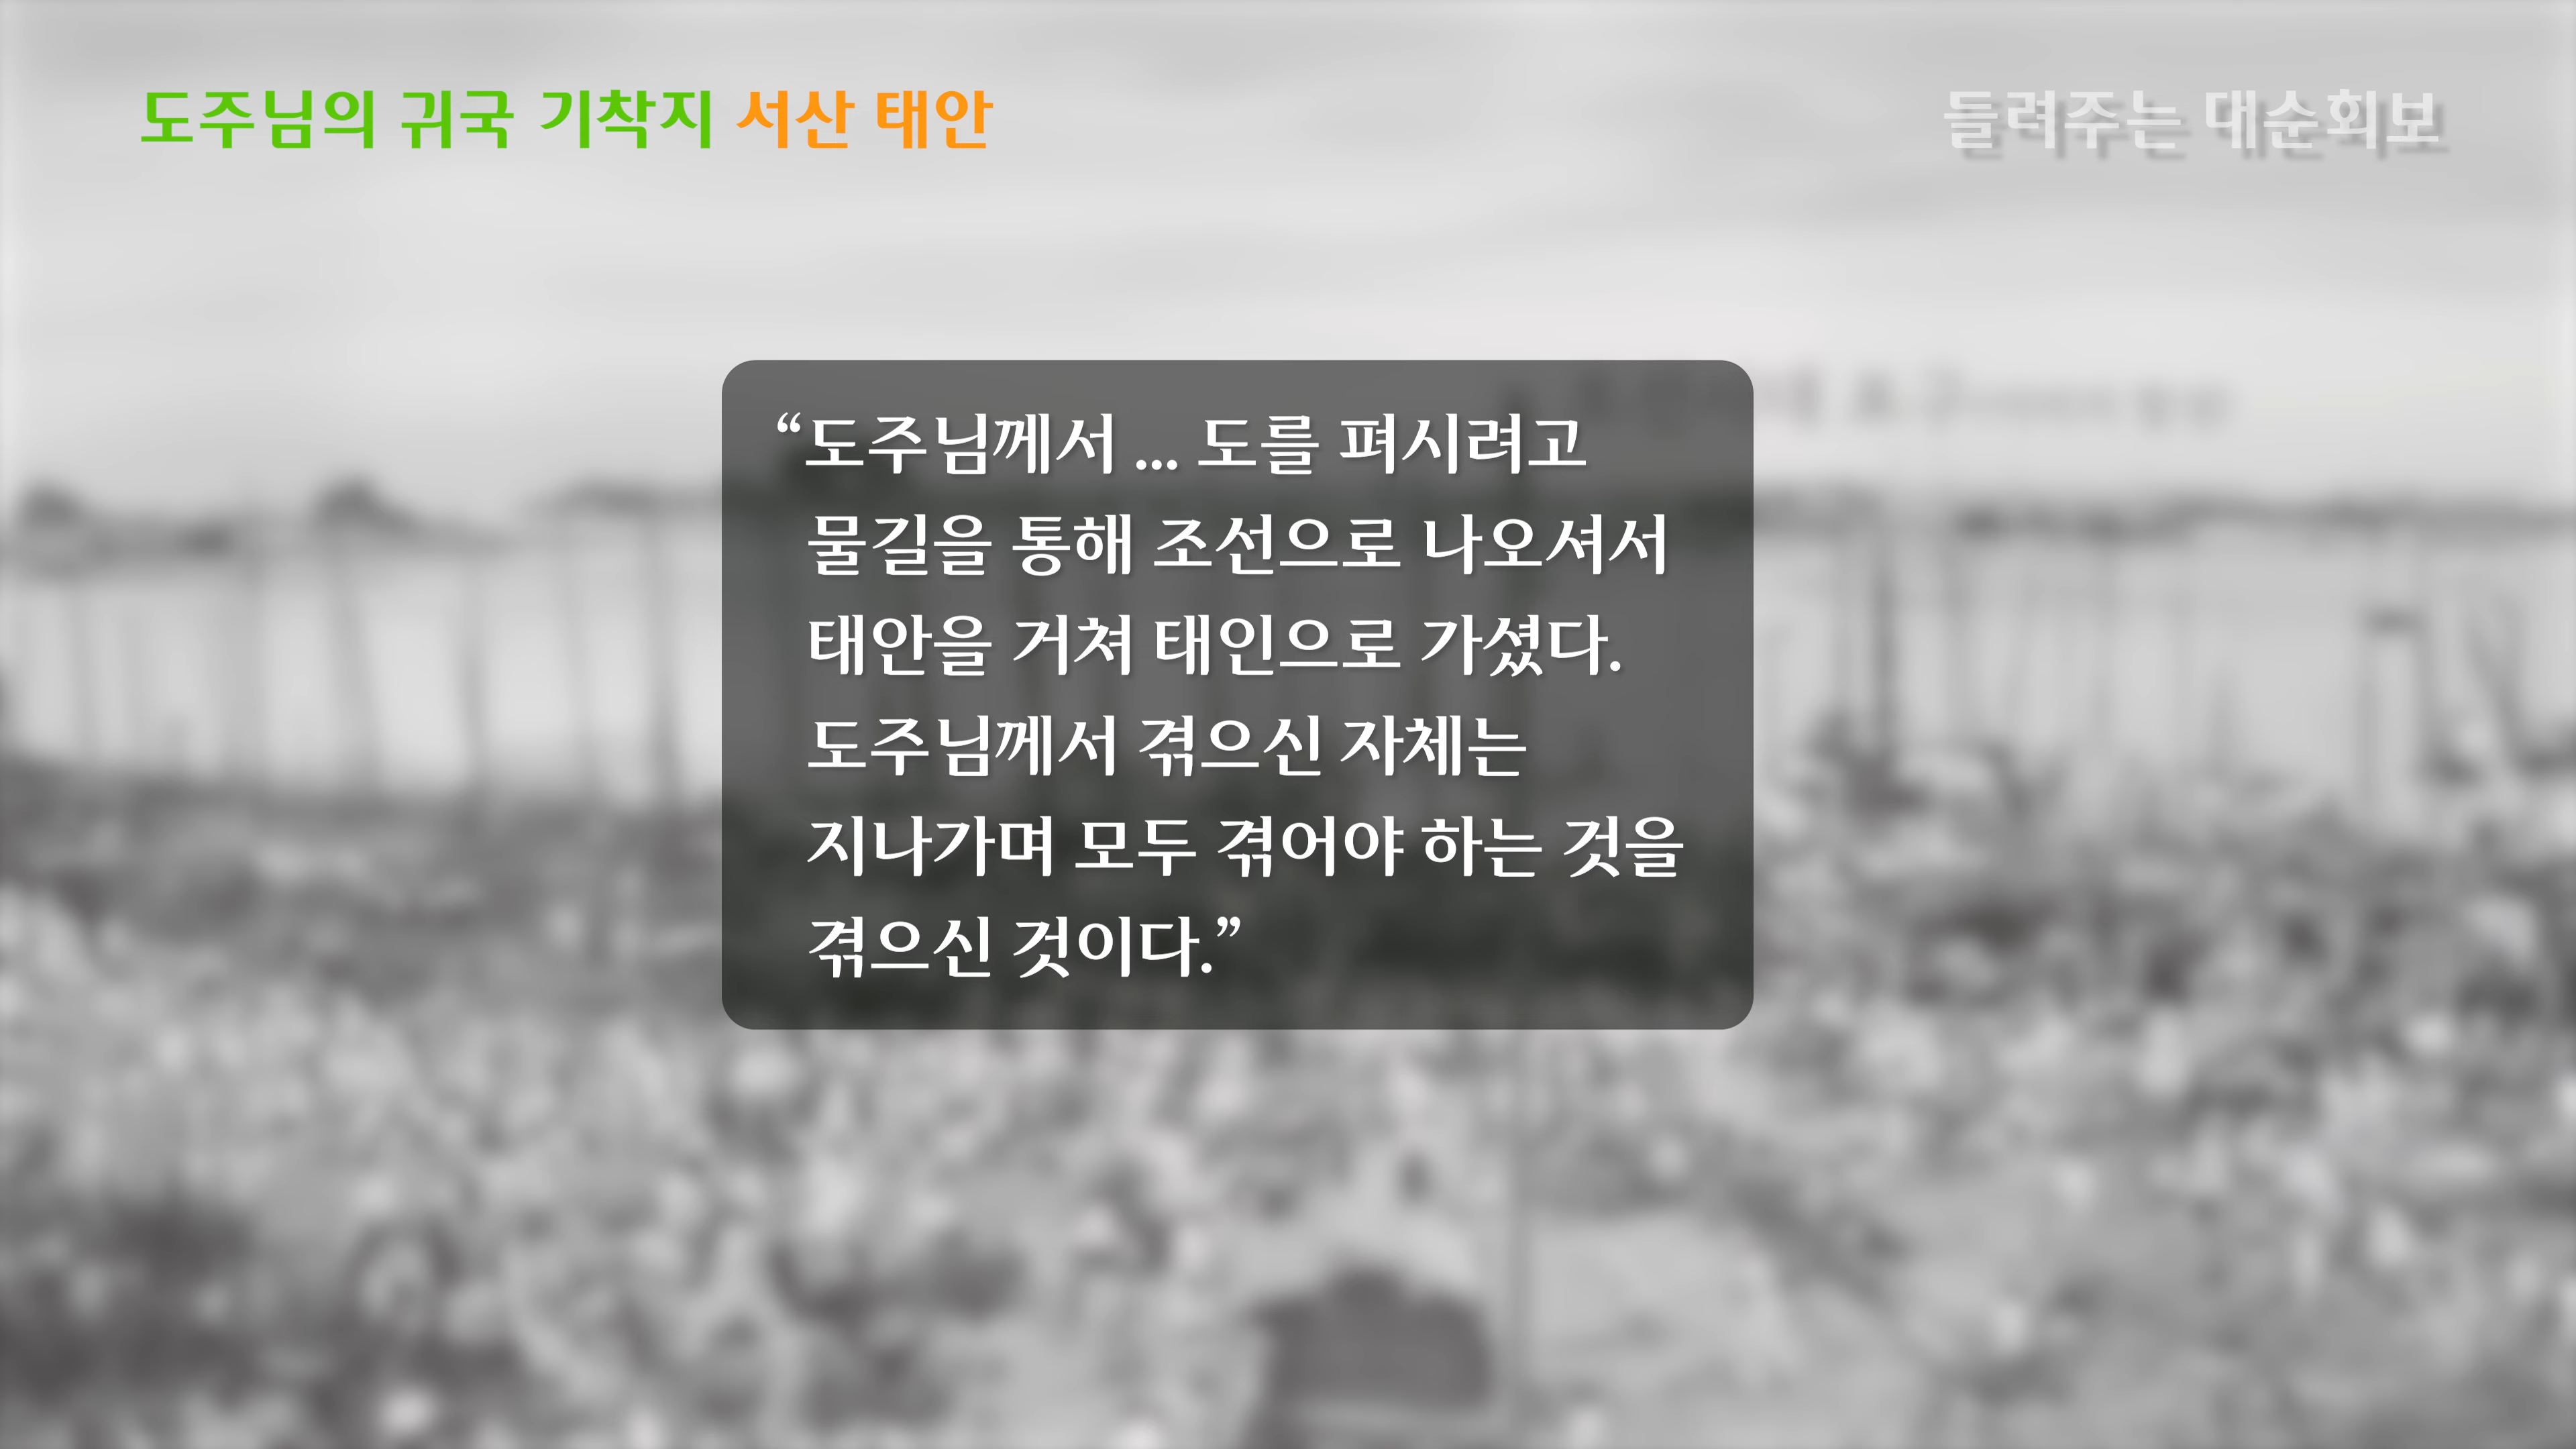 도주님의 귀국 기착지 서산 태안
들려주는 대순회보
“도주님께서 ... 도를 펴시려고
물길을 통해 조선으로 나오셔서
태안을 거쳐 태인으로 가셨다.
도주님께서 겪으신 자체는
지나가며 모두 겪어야 하는 것을
겪으신 것이다.”